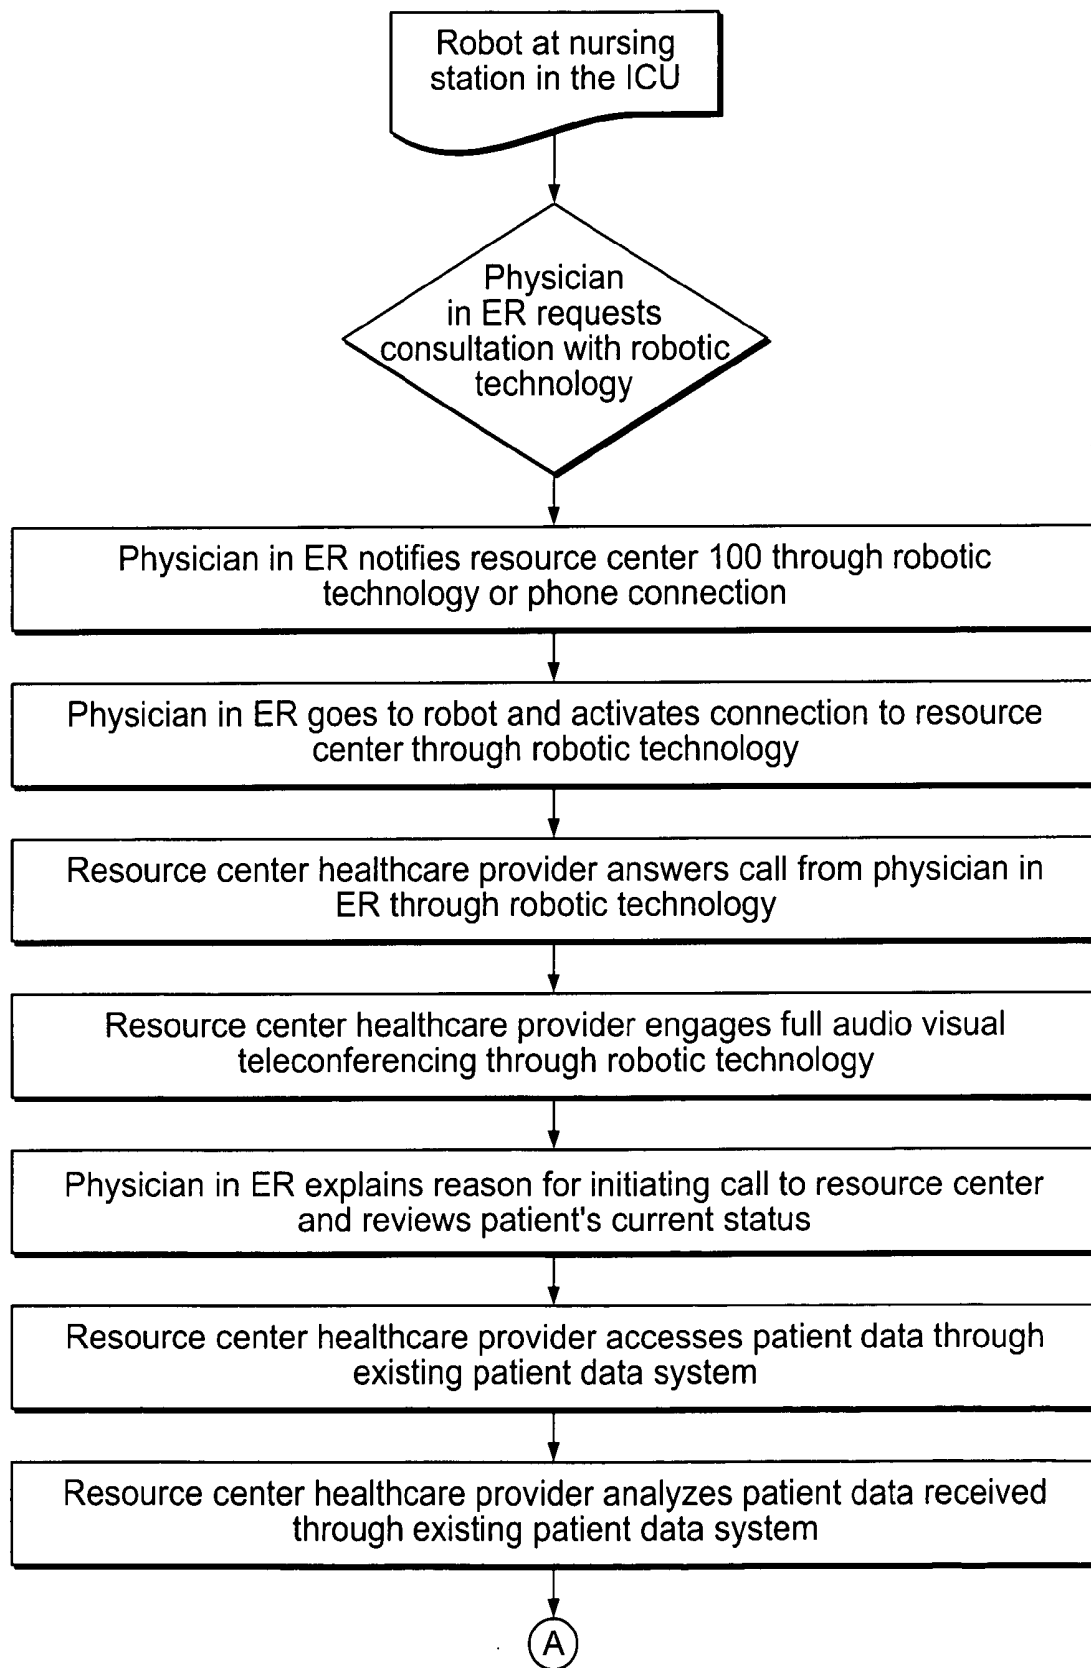 Robot at nursing
station in the ICU
Physician
in ER requests
consultation with robotic
technology
Physician in ER notifies resource center 100 through robotic
technology or phone connection
Physician in ER goes to robot and activates connection to resource
center through robotic technology
Resource center healthcare provider answers call from physician in
ER through robotic technology
Resource center healthcare provider engages full audio visual
teleconferencing through robotic technology
Physician in ER explains reason for initiating call to resource center
and reviews patient's current status
Resource center healthcare provider accesses patient data through
existing patient data system
Resource center healthcare provider analyzes patient data received
through existing patient data system
A